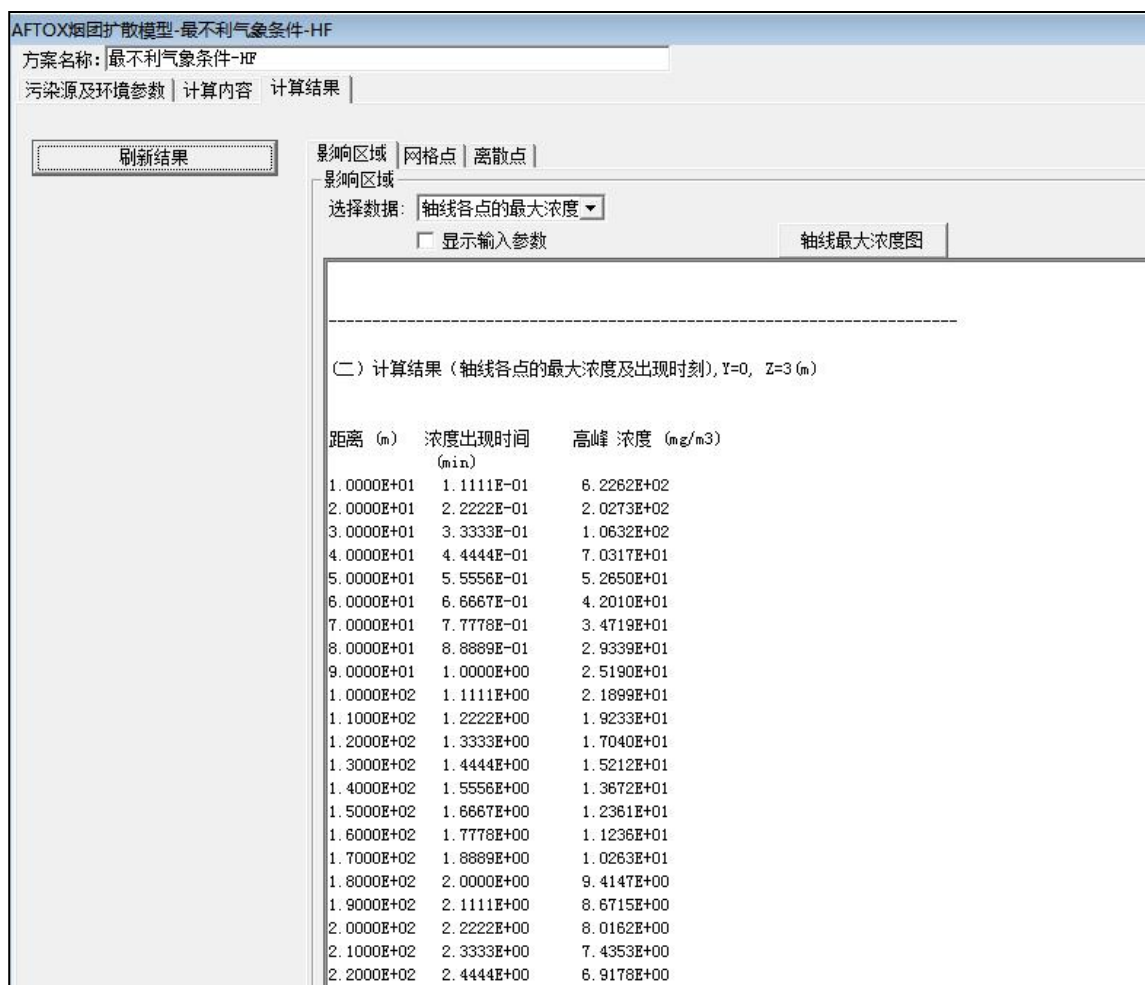 AFTOX烟团扩散模型-最不利气象条件-HF
方案名称: 最不利气象条件-HF
污染源及环境参数 计算内容 计算结果
刷新结果
影响区域 网格点 离散点
影响区域
选择数据: 轴线各点的最大浓度
显示输入参数 轴线最大浓度图
(二) 计算结果 (轴线各点的最大浓度及出现时刻),Y=0, Z=3(m)
距离 (m) 浓度出现时间 高峰 浓度 (mg/m3)
(min)
1.0000E+01 1.1111E-01 6.2262E+02
2.0000E+01 2.2222E-01 2.0273E+02
3.0000E+01 3.3333E-01 1.0632E+02
4.0000E+01 4.4444E-01 7.0317E+01
5.0000E+01 5.5556E-01 5.2650E+01
6.0000E+01 6.6667E-01 4.2010E+01
7.0000E+01 7.7778E-01 3.4719E+01
8.0000E+01 8.8889E-01 2.9339E+01
9.0000E+01 1.0000E+00 2.5190E+01
1.0000E+02 1.1111E+00 2.1899E+01
1.1000E+02 1.2222E+00 1.9233E+01
1.2000E+02 1.3333E+00 1.7040E+01
1.3000E+02 1.4444E+00 1.5212E+01
1.4000E+02 1.5556E+00 1.3672E+01
1.5000E+02 1.6667E+00 1.2361E+01
1.6000E+02 1.7778E+00 1.1236E+01
1.7000E+02 1.8889E+00 1.0263E+01
1.8000E+02 2.0000E+00 9.4147E+00
1.9000E+02 2.1111E+00 8.6715E+00
2.0000E+02 2.2222E+00 8.0162E+00
2.1000E+02 2.3333E+00 7.4353E+00
2.2000E+02 2.4444E+00 6.9178E+00